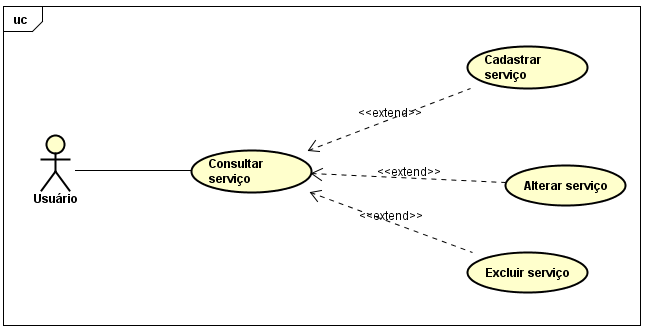 uc
Cadastrar
serviço
<<extend>>
Consultar
serviço
<<extend>>
Alterar serviço
Usuário
<<extend>>
Excluir serviço